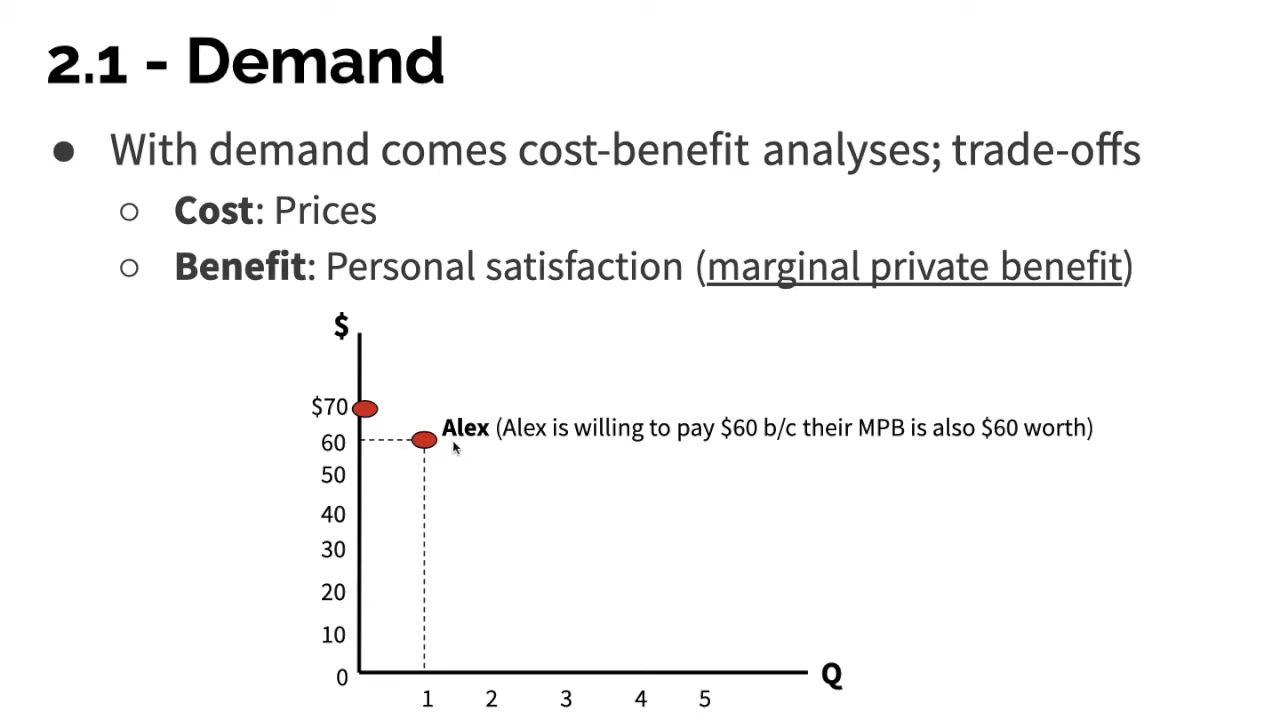 2.1 - Demand
● With demand comes cost-benefit analyses; trade-offs
○ Cost: Prices
○ Benefit: Personal satisfaction (marginal private benefit)
$
$70
Alex (Alex is willing to pay $60 b/c their MPB is also $60 worth)
60
50
40
30
20
10
0
Q
1 2 3 4 5